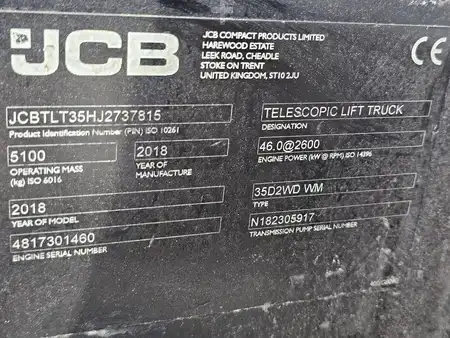 JCB
JCB COMPACT PRODUCTS LIMITED
HAREWOOD ESTATE
LEEK ROAD, CHEADLE
STOKE ON TRENT
UNITED KINGDOM, ST10 2JU
CE
JCBTLT35HJ2737815
Product Identification Number (PIN) ISO 10261
TELESCOPIC LIFT TRUCK
DESIGNATION
5100
OPERATING MASS
(kg) ISO 6016
2018
YEAR OF
MANUFACTURE
46.0@2600
ENGINE POWER (kW @ RPM) ISO 14396
2018
YEAR OF MODEL
35D2WD WM
TYPE
4817301460
ENGINE SERIAL NUMBER
N182305917
TRANSMISSION PUMP SERIAL NUMBER